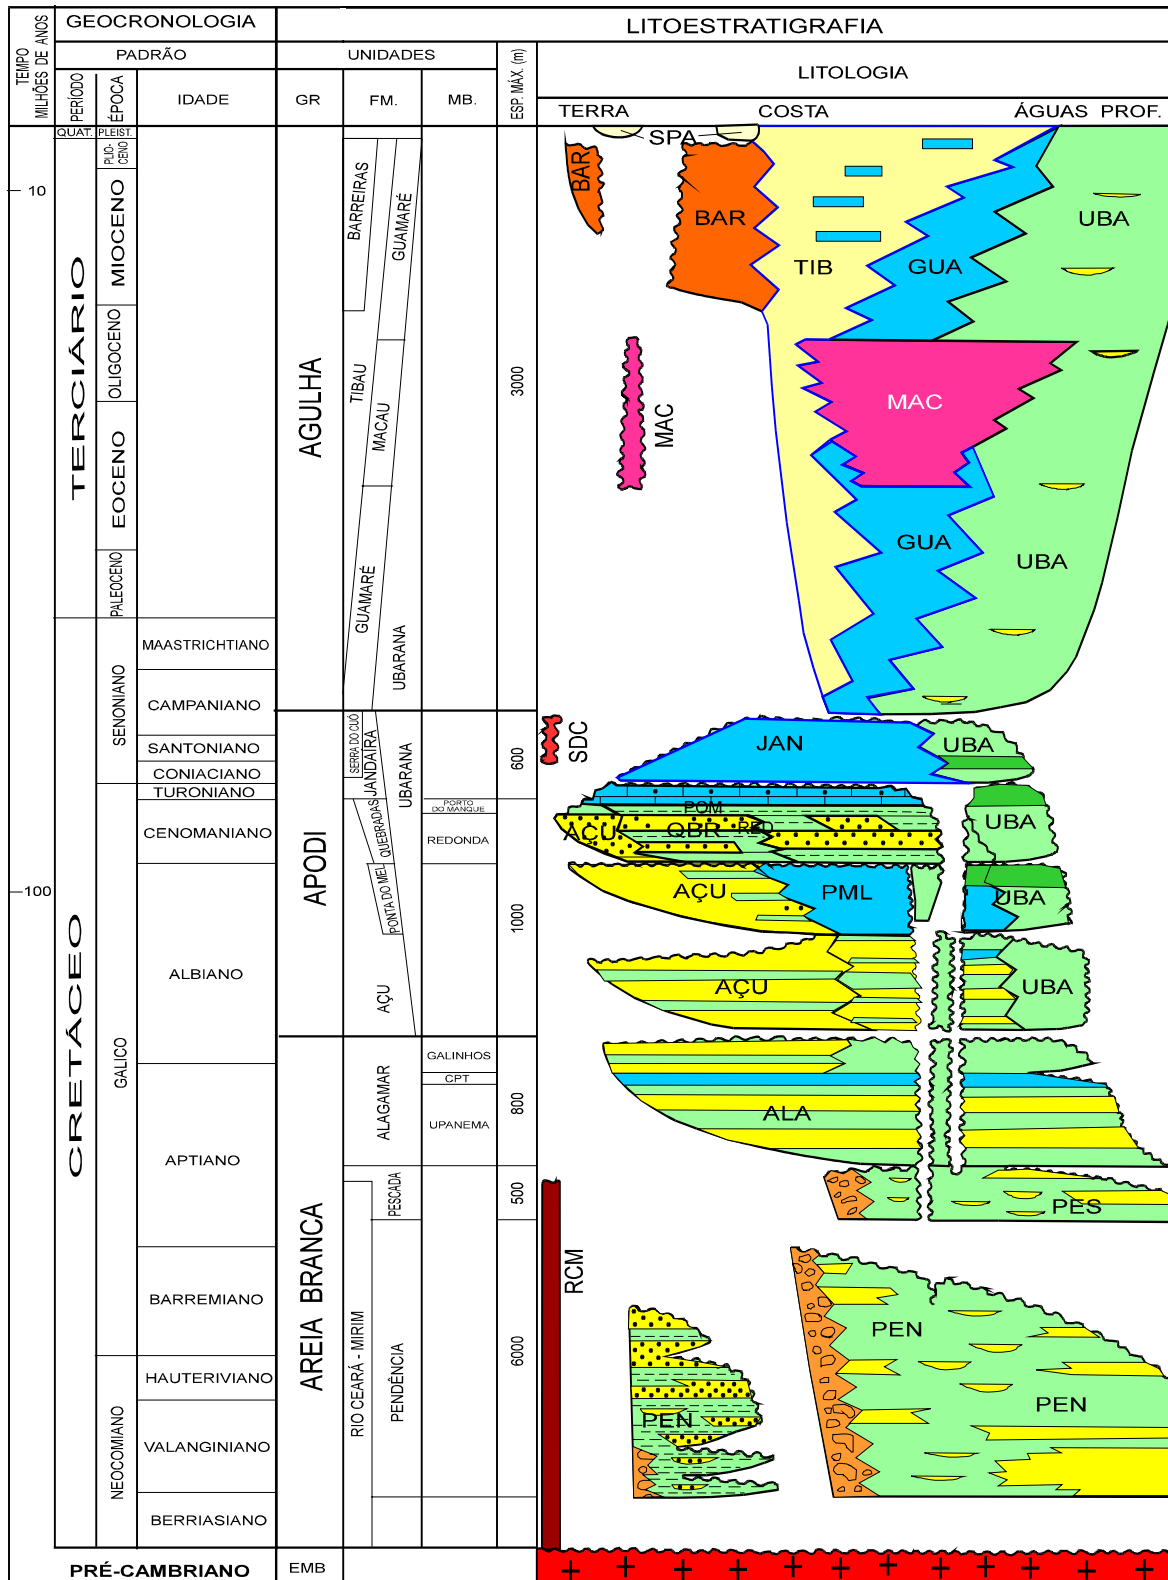 TEMPO
MILHÕES DE ANOS
GEOCRONOLOGIA
LITOESTRATIGRAFIA
PADRÃO
UNIDADES
ESP. MÁX. (m)
LITOLOGIA
PERÍODO
ÉPOCA
IDADE
GR
FM.
MB.
TERRA
COSTA
ÁGUAS PROF.
QUAT.
PLEIST.
SPA
PLIO-
CENO
10
MIOCENO
BARREIRAS
GUAMARÉ
BAR
BAR
TIB
GUA
UBA
TERCIÁRIO
OLIGOCENO
AGULHA
TIBAU
MACAU
3000
MAC
MAC
EOCENO
GUA
UBA
PALEOCENO
GUAMARÉ
UBARANA
MAASTRICHTIANO
SENONIANO
CAMPANIANO
SANTONIANO
CONIACIANO
SERRA DO CUÓ
JANDAIRA
UBARANA
600
SDC
JAN
UBA
TURONIANO
PORTO
DO MANQUE
POM
CENOMANIANO
QUEBRADAS
REDONDA
AÇU
QBR
RED
UBA
100
APODI
PONTA DO MEL
1000
AÇU
PML
UBA
CRETÁCEO
ALBIANO
AÇU
AÇU
UBA
GÁLICO
GALINHOS
CPT
ALAGAMAR
UPANEMA
800
ALA
APTIANO
PESCADA
500
PES
AREIA BRANCA
RCM
BARREMIANO
RIO CEARÁ - MIRIM
PENDÊNCIA
6000
PEN
HAUTERIVIANO
PEN
PEN
NEOCOMIANO
VALANGINIANO
BERRIASIANO
PRÉ-CAMBRIANO
EMB